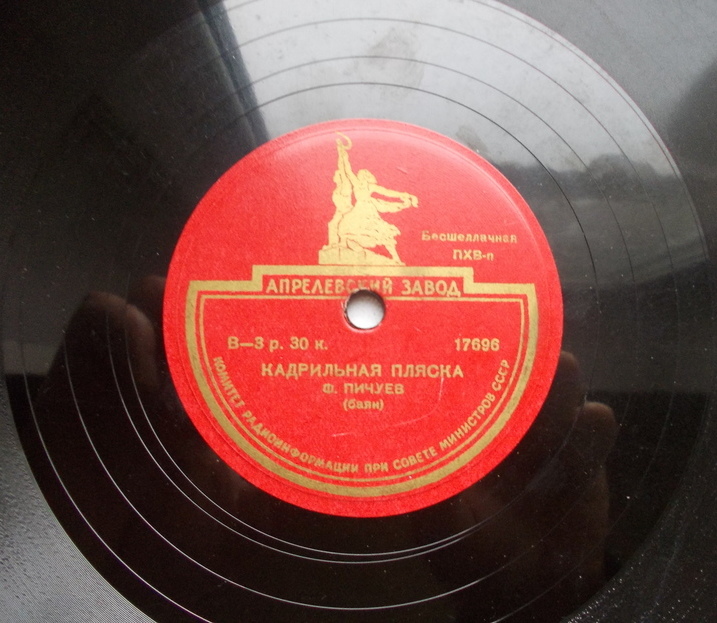 Бесшеллачная
ПХВ-п
АПРЕЛЕВСКИЙ ЗАВОД
В—3 р. 30 к. 17696
КАДРИЛЬНАЯ ПЛЯСКА
Ф. ПИЧУЕВ
(баян)
КОМИТЕТ РАДИОИНФОРМАЦИИ ПРИ СОВЕТЕ МИНИСТРОВ СССР